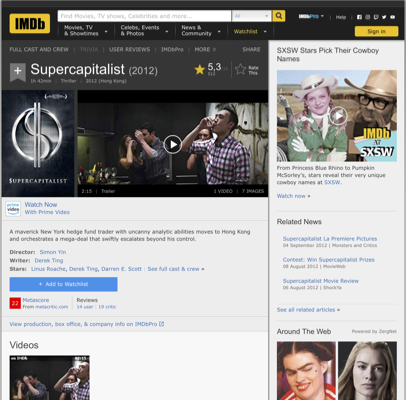 IMDb
Find Movies, TV shows, Celebrities and more...
All
IMDbPro
Help
Movies, TV
& Showtimes
Celebs, Events
& Photos
News &
Community
Watchlist
Sign in
FULL CAST AND CREW | TRIVIA | USER REVIEWS | IMDbPro | MORE
SHARE
Supercapitalist (2012)
1h 42min | Thriller | 2012 (Hong Kong)
5,3
Rate
This
$UPERCAPITALIST
2:15 | Trailer
1 VIDEO | 7 IMAGES
prime
video
Watch Now
With Prime Video
A maverick New York hedge fund trader with uncanny analytic abilities moves to Hong Kong
and orchestrates a mega-deal that swiftly escalates beyond his control.
Director: Simon Yin
Writer: Derek Ting
Stars: Linus Roache, Derek Ting, Darren E. Scott | See full cast & crew »
+ Add to Watchlist
22
Metascore
From metacritic.com
Reviews
14 user | 19 critic
View production, box office, & company info on IMDbPro
Videos
SXSW Stars Pick Their Cowboy
Names
IMDb
AT
SXSW
From Princess Blue Rhino to Pumpkin
McSorley's, stars reveal their very unique
cowboy names at SXSW.
Watch now »
Related News
Supercapitalist La Premiere Pictures
04 September 2012 | Monsters and Critics
Contest: Win Supercapitalist Prizes
08 August 2012 | MovieWeb
Supercapitalist Movie Review
06 August 2012 | ShockYa
See all related articles »
Around The Web
Powered by ZergNet